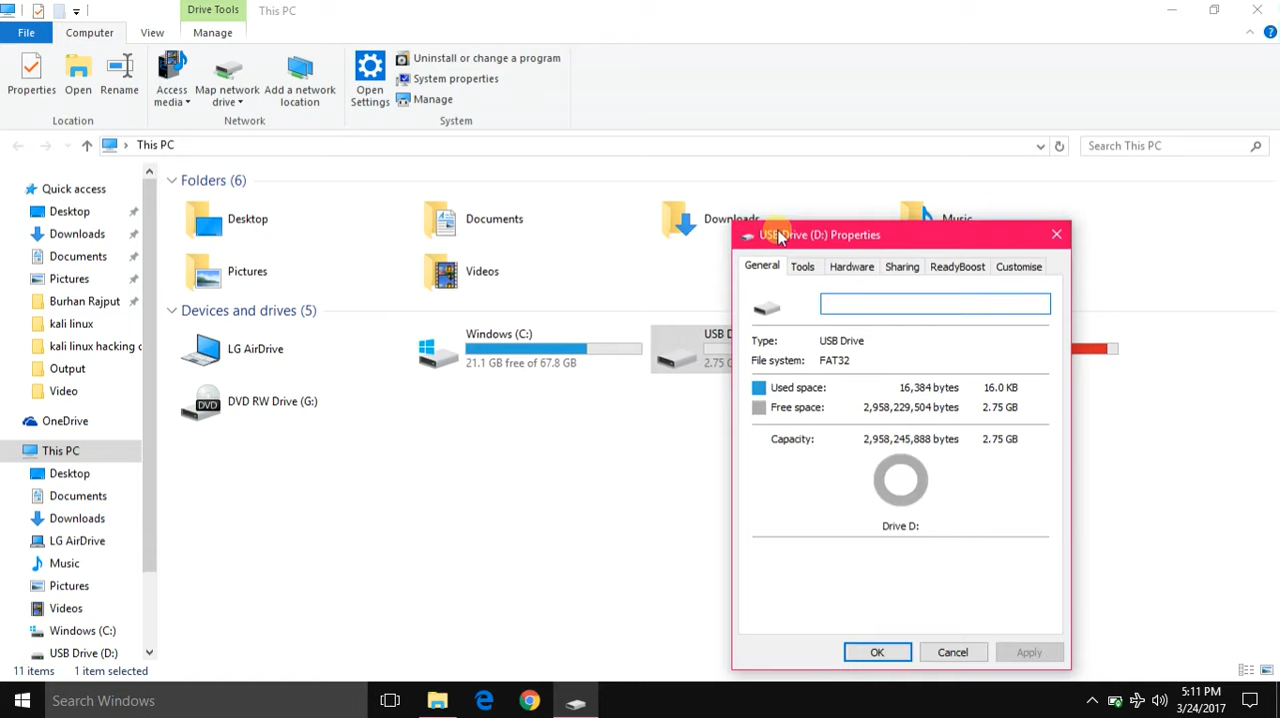 Drive Tools
This PC
File
Computer
View
Manage
Properties
Open
Rename
Access media
Map network drive
Add a network location
Open Settings
Uninstall or change a program
System properties
Manage
Location
Network
System
This PC
Search This PC
Quick access
Desktop
Downloads
Documents
Pictures
Burhan Rajput
kali linux
kali linux hacking c
Output
Video
OneDrive
This PC
Desktop
Documents
Downloads
LG AirDrive
Music
Pictures
Videos
Windows (C:)
USB Drive (D:)
Folders (6)
Desktop
Documents
Downloads
Music
Pictures
Videos
Devices and drives (5)
LG AirDrive
Windows (C:)
21.1 GB free of 67.8 GB
USB D
2.75 G
DVD RW Drive (G:)
DVD
USB Drive (D:) Properties
General
Tools
Hardware
Sharing
ReadyBoost
Customise
Type: USB Drive
File system: FAT32
Used space: 16,384 bytes 16.0 KB
Free space: 2,958,229,504 bytes 2.75 GB
Capacity: 2,958,245,888 bytes 2.75 GB
Drive D:
OK
Cancel
Apply
11 items
1 item selected
Search Windows
5:11 PM
3/24/2017